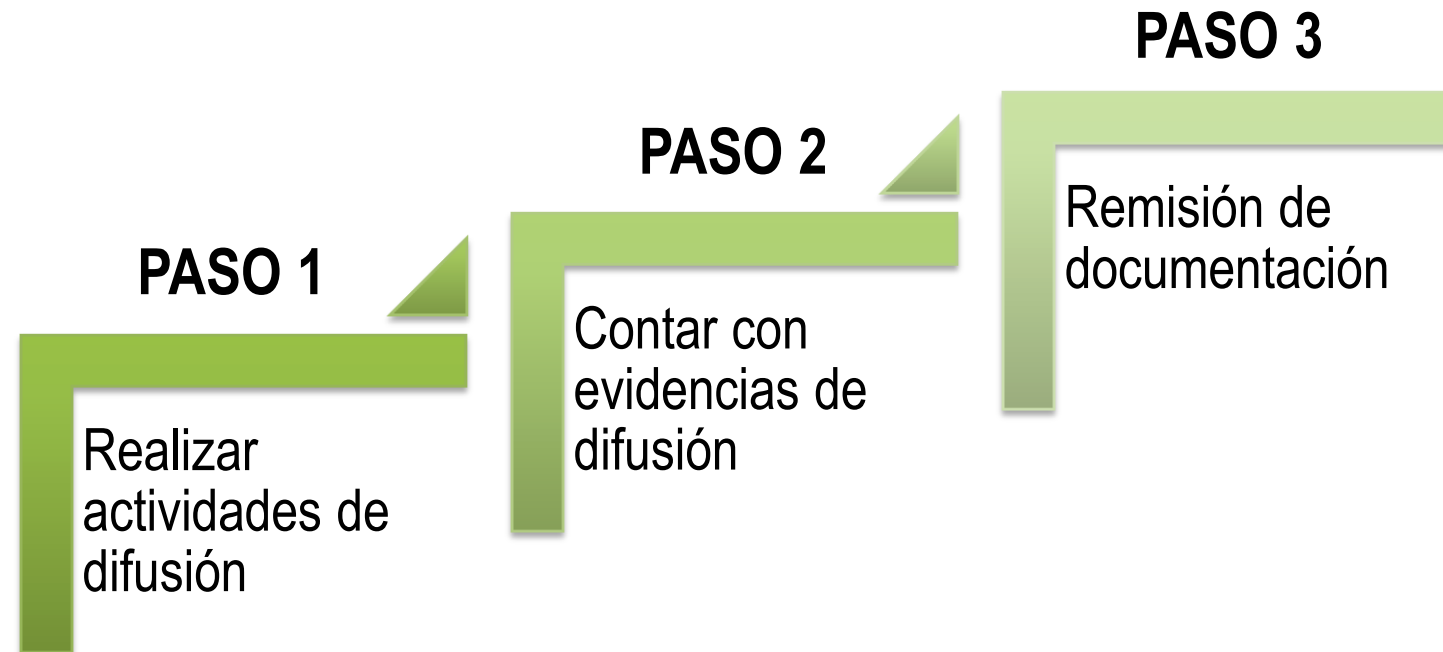 PASO 1
Realizar
actividades de
difusión
PASO 2
Contar con
evidencias de
difusión
PASO 3
Remisión de
documentación